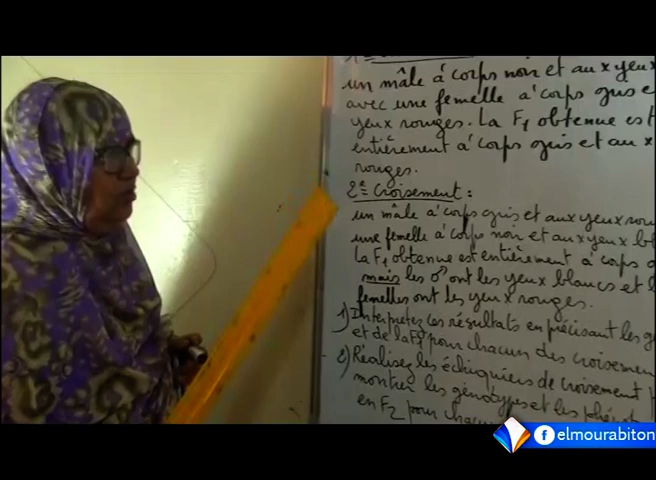 un mâle à corps noir et aux yeux
avec une femelle à corps gris e
yeux rouges. La F1 obtenue est
entièrement à corps gris et aux
rouges.
2e Croisement :
un mâle à corps gris et aux yeux rou
une femelle à corps noir et aux yeux bl
La F1 obtenue est entièrement à corps g
mais les ♂ ont les yeux blancs et l
femelles ont les yeux rouges.
1) Interprétez ces résultats en précisant les g
et de la F1 pour chacun des croisemen
2) Réalisez les échiquiers de croisement
montrer les génotypes et les phéno
en F2 pour chac
elmourabiton